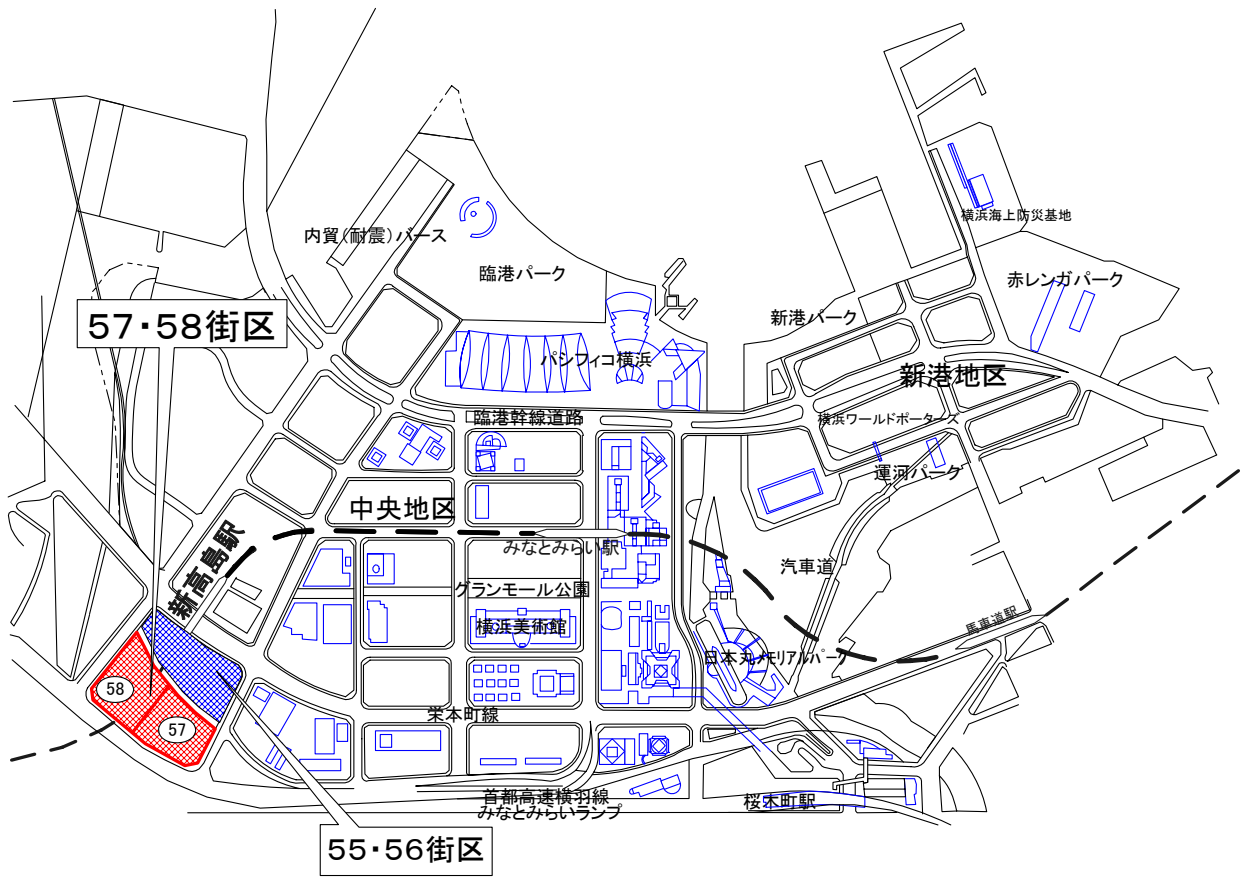 横浜海上防災基地
内貿(耐震)バース
臨港パーク
赤レンガパーク
57・58街区
新港パーク
パシフィコ横浜
新港地区
臨港幹線道路
横浜ワールドポーターズ
運河パーク
中央地区
新高島駅
みなとみらい駅
汽車道
グランモール公園
横浜美術館
馬車道駅
日本丸メモリアルパーク
58
57
栄本町線
首都高速横羽線
みなとみらいランプ
桜木町駅
55・56街区